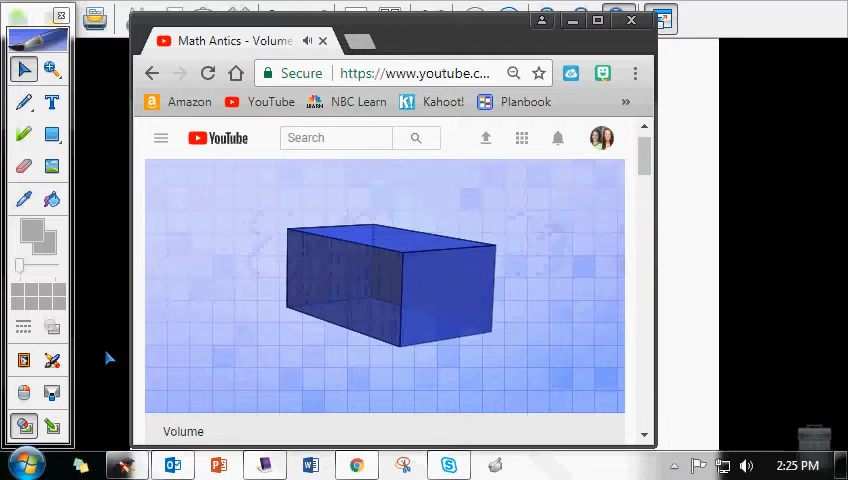 Math Antics - Volume
Secure
https://www.youtube.c...
Amazon
YouTube
NBC Learn
Kahoot!
Planbook
»
YouTube
Search
Volume
2:25 PM